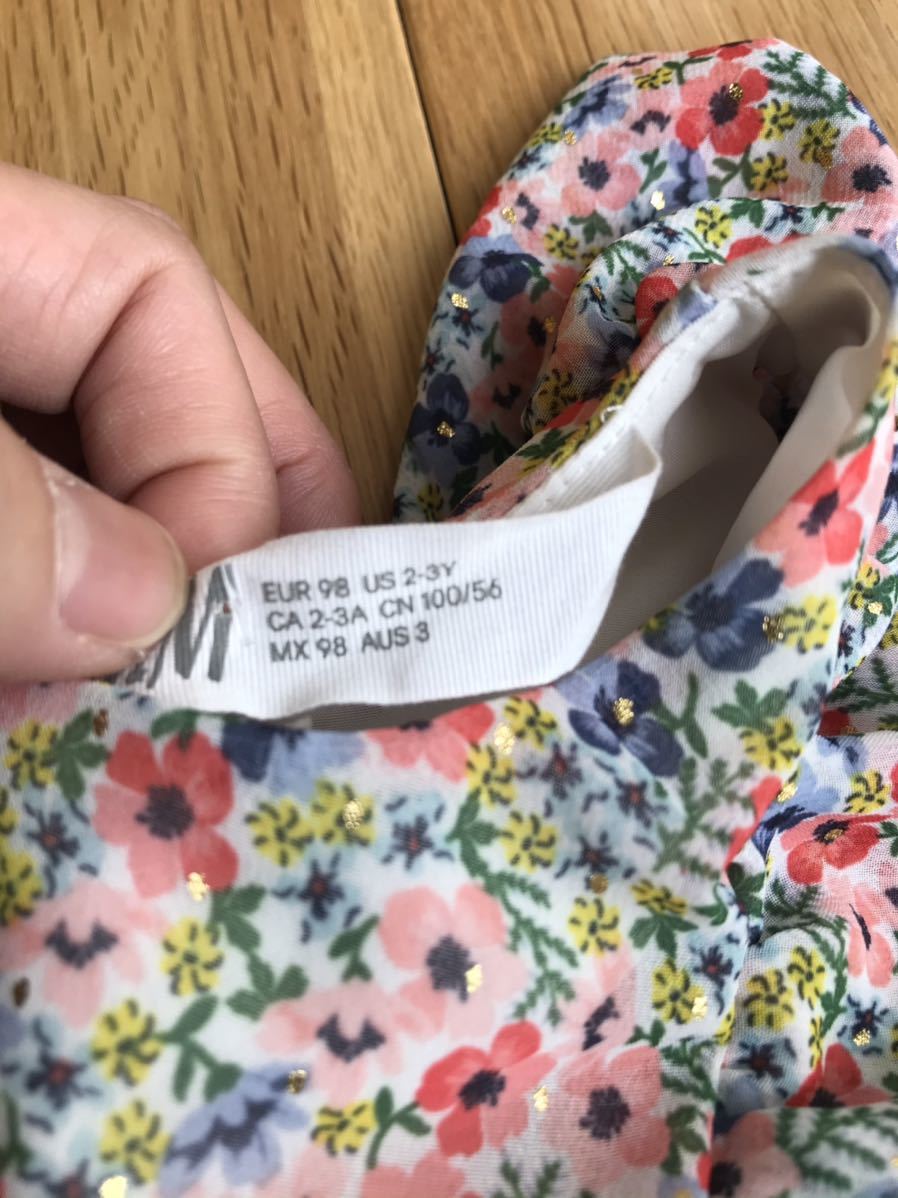 M
EUR 98 US 2-3Y
CA 2-3A CN 100/56
MX 98 AUS 3